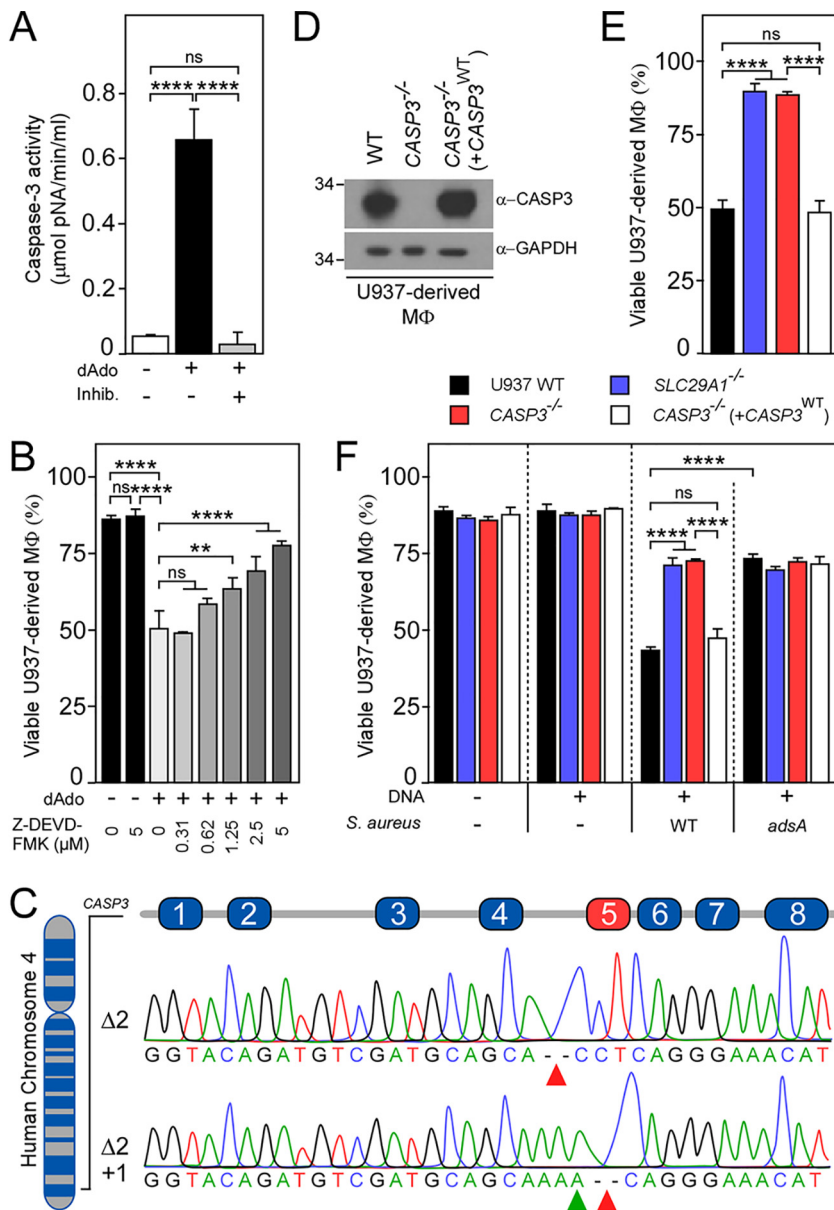 A
ns
**** ****
Caspase-3 activity
(μmol pNA/min/ml)
0.8
0.6
0.4
0.2
0
dAdo - + +
Inhib. - - +
D
WT
CASP3-/-
CASP3-/-
(+CASP3WT)
34
α-CASP3
34
α-GAPDH
U937-derived
MΦ
E
ns
**** ****
Viable U937-derived MΦ (%)
100
75
50
25
0
U937 WT
SLC29A1-/-
CASP3-/-
CASP3-/- (+CASP3WT)
B
****
ns ****
****
**
ns
Viable U937-derived MΦ (%)
100
75
50
25
0
dAdo - - + + + + + +
Z-DEVD-
FMK (μM)
0 5 0 0.31 0.62 1.25 2.5 5
F
****
ns
**** ****
Viable U937-derived MΦ (%)
100
75
50
25
0
DNA - + + +
S. aureus - - WT adsA
C
CASP3
1 2 3 4 5 6 7 8
Human Chromosome 4
Δ2
GGTACAGATGTCGATGCAGCA--CCTCAGGGAAACAT
Δ2
+1
GGTACAGATGTCGATGCAGCAAAA--CAGGGAAACAT